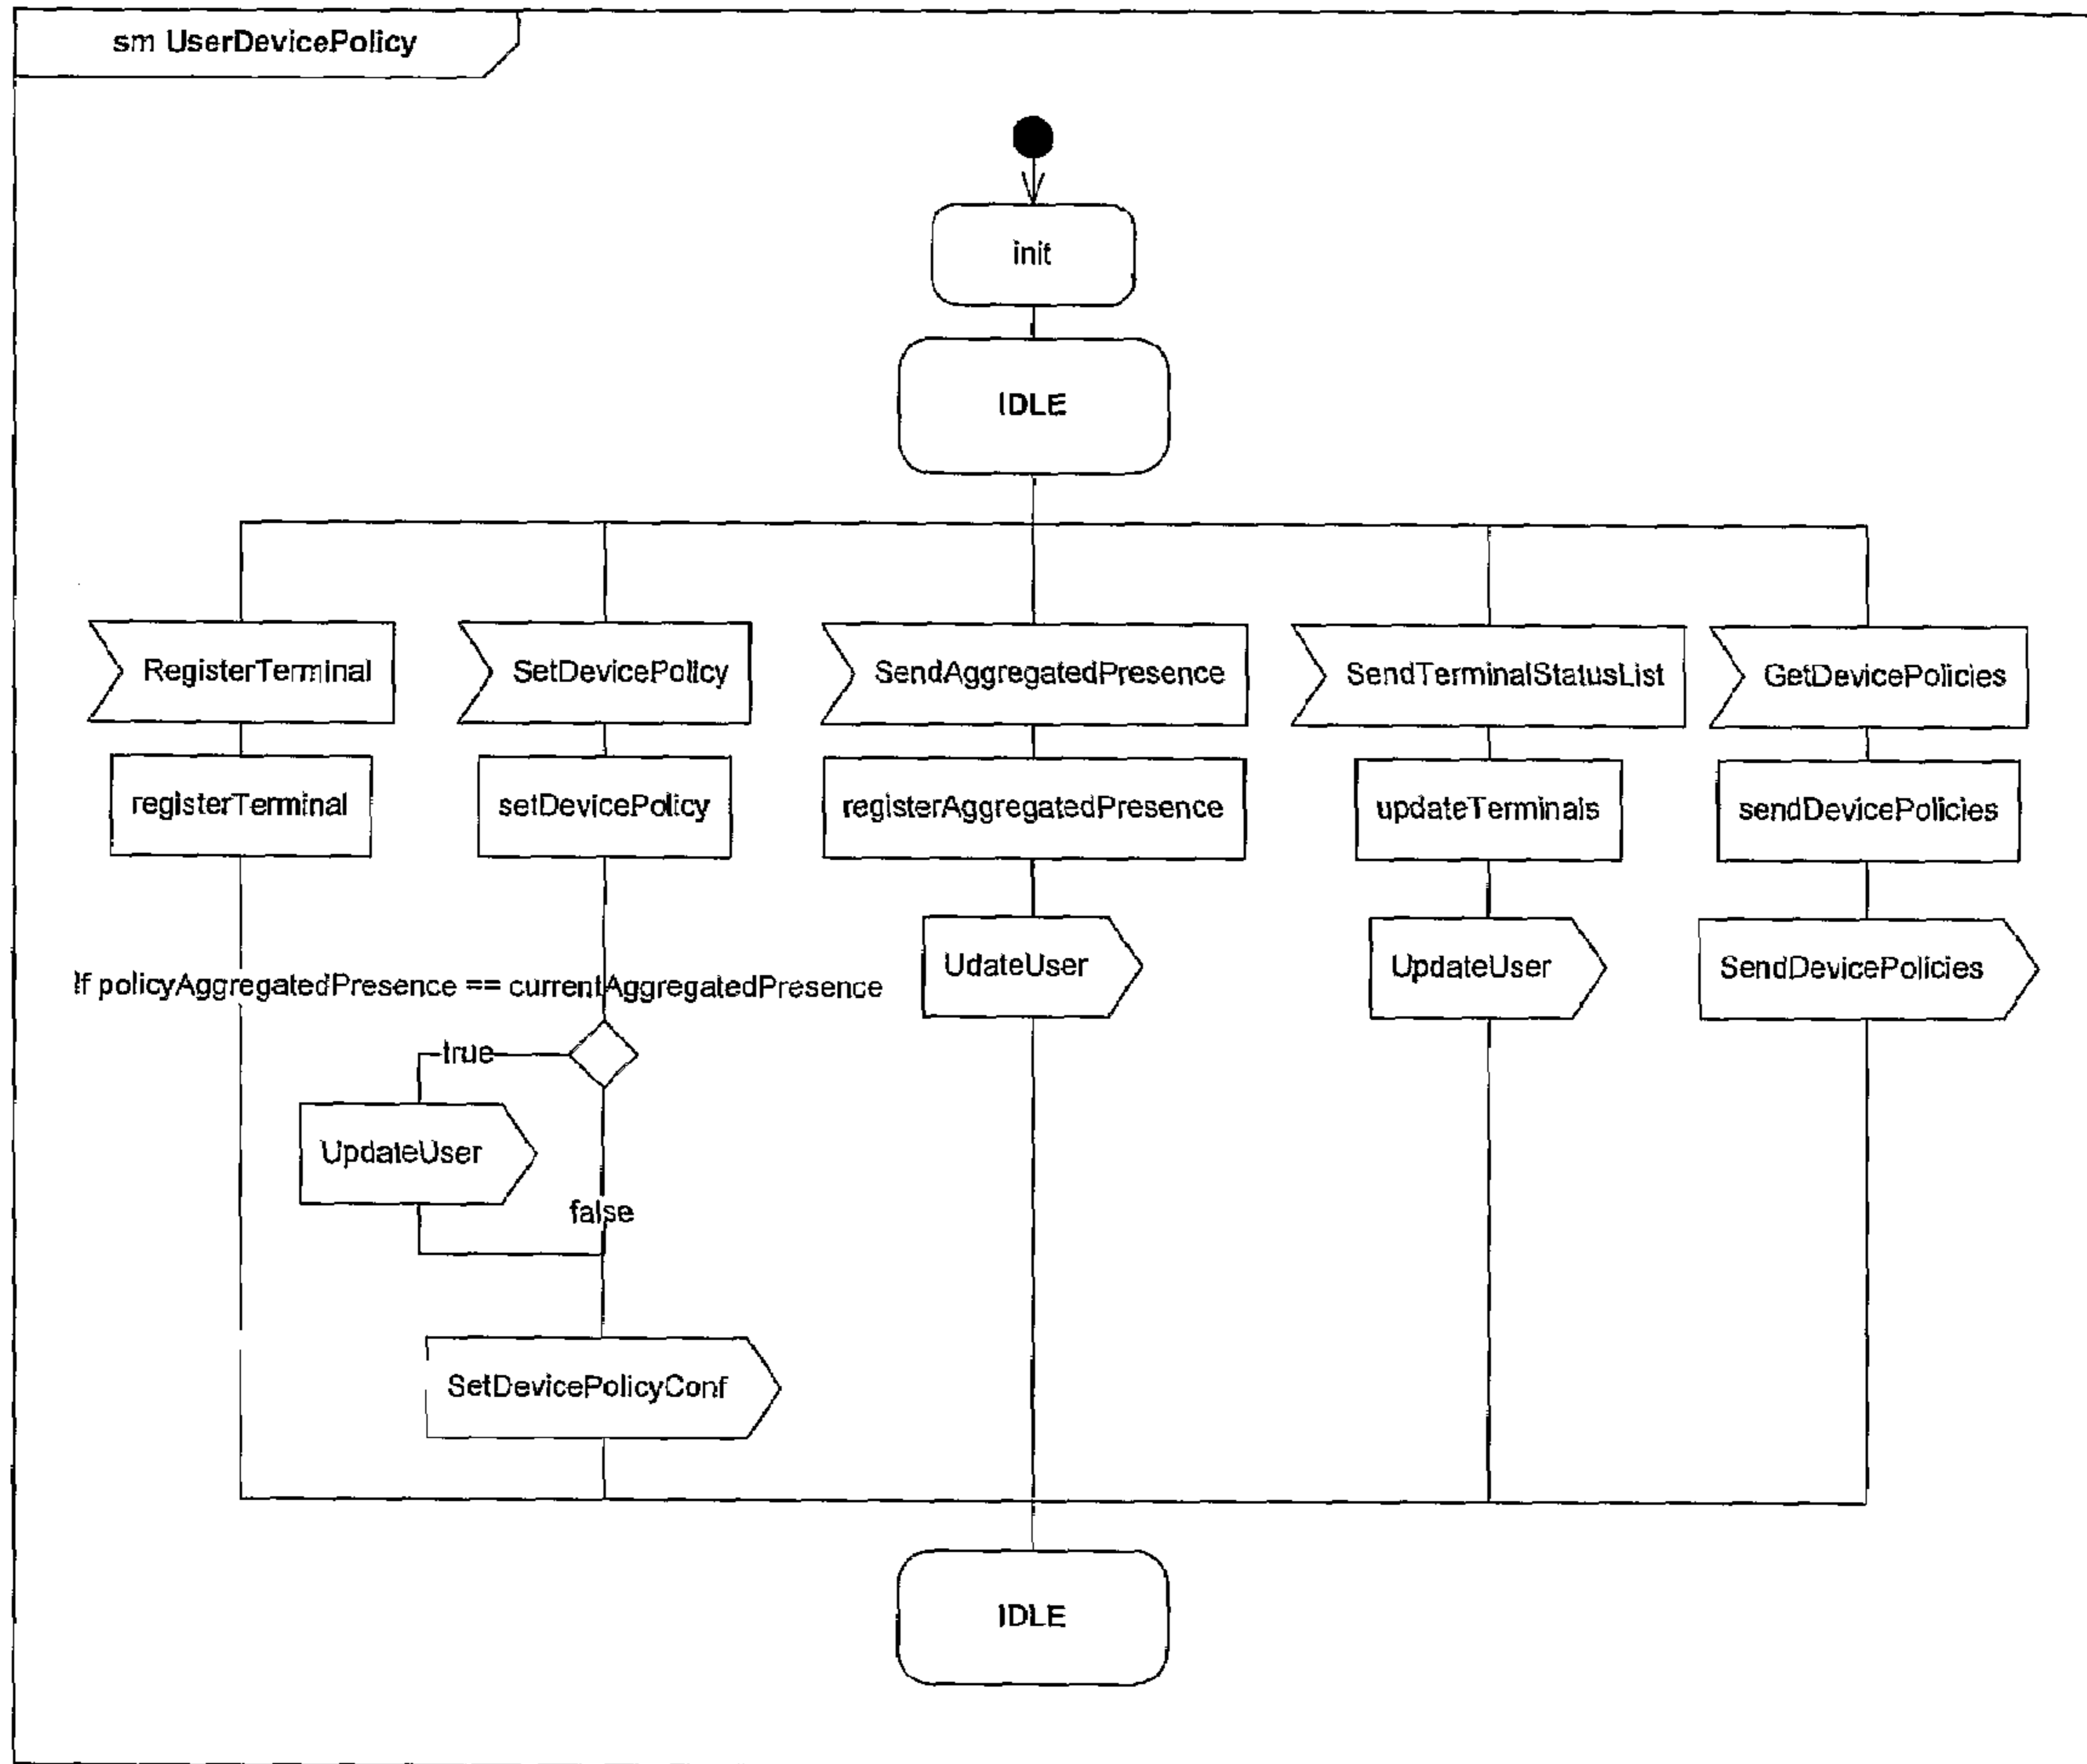 sm UserDevicePolicy
init
IDLE
RegisterTerminal
SetDevicePolicy
SendAggregatedPresence
SendTerminalStatusList
GetDevicePolicies
registerTerminal
setDevicePolicy
registerAggregatedPresence
updateTerminals
sendDevicePolicies
UdateUser
UpdateUser
SendDevicePolicies
If policyAggregatedPresence == currentAggregatedPresence
true
UpdateUser
false
SetDevicePolicyConf
IDLE